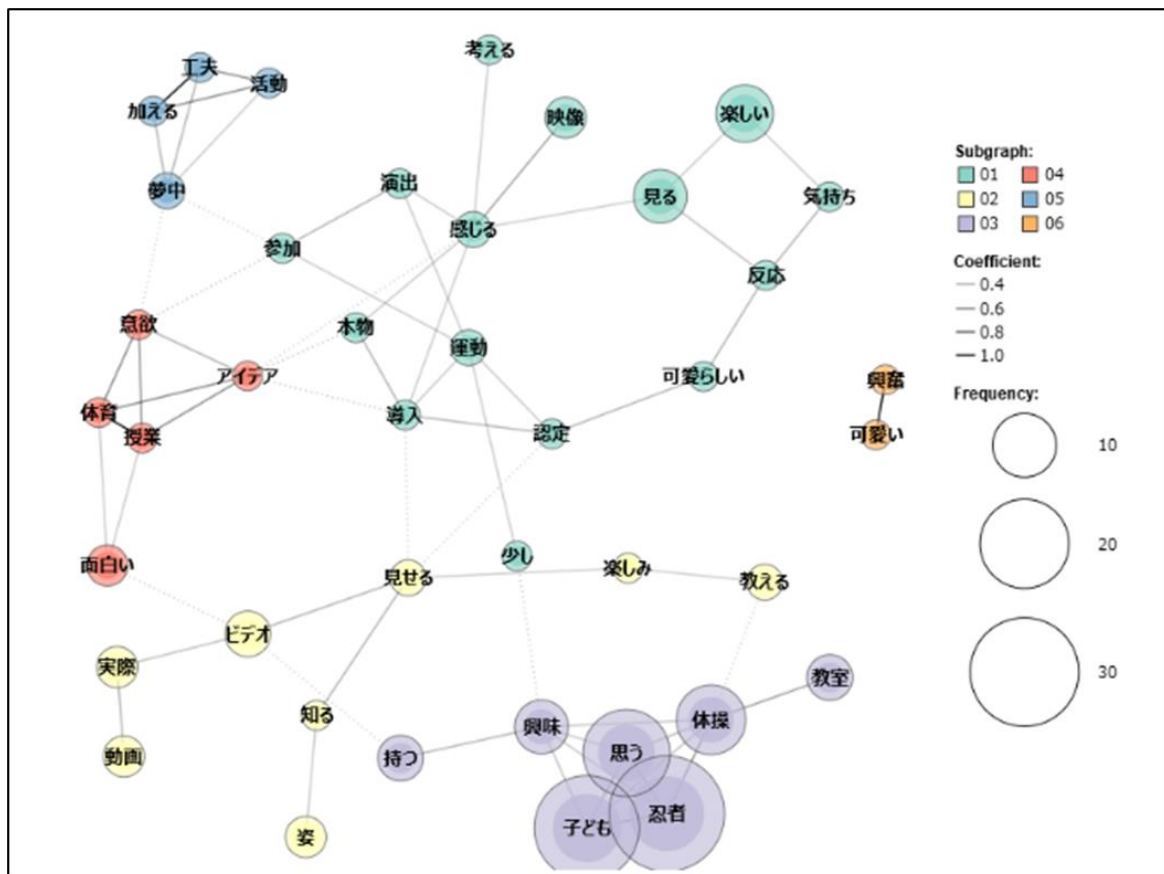 考える
工夫
活動
加える
映像
楽しい
演出
夢中
見る
気持ち
感じる
参加
反応
意欲
本物
運動
アイデア
可愛らしい
体育
授業
導入
認定
興奮
可愛い
面白い
少し
見せる
楽しみ
教える
ビデオ
実際
知る
動画
姿
持つ
興味
思う
体操
教室
子ども
忍者
Subgraph:
01 04
02 05
03 06
Coefficient:
0.4
0.6
0.8
1.0
Frequency:
10
20
30